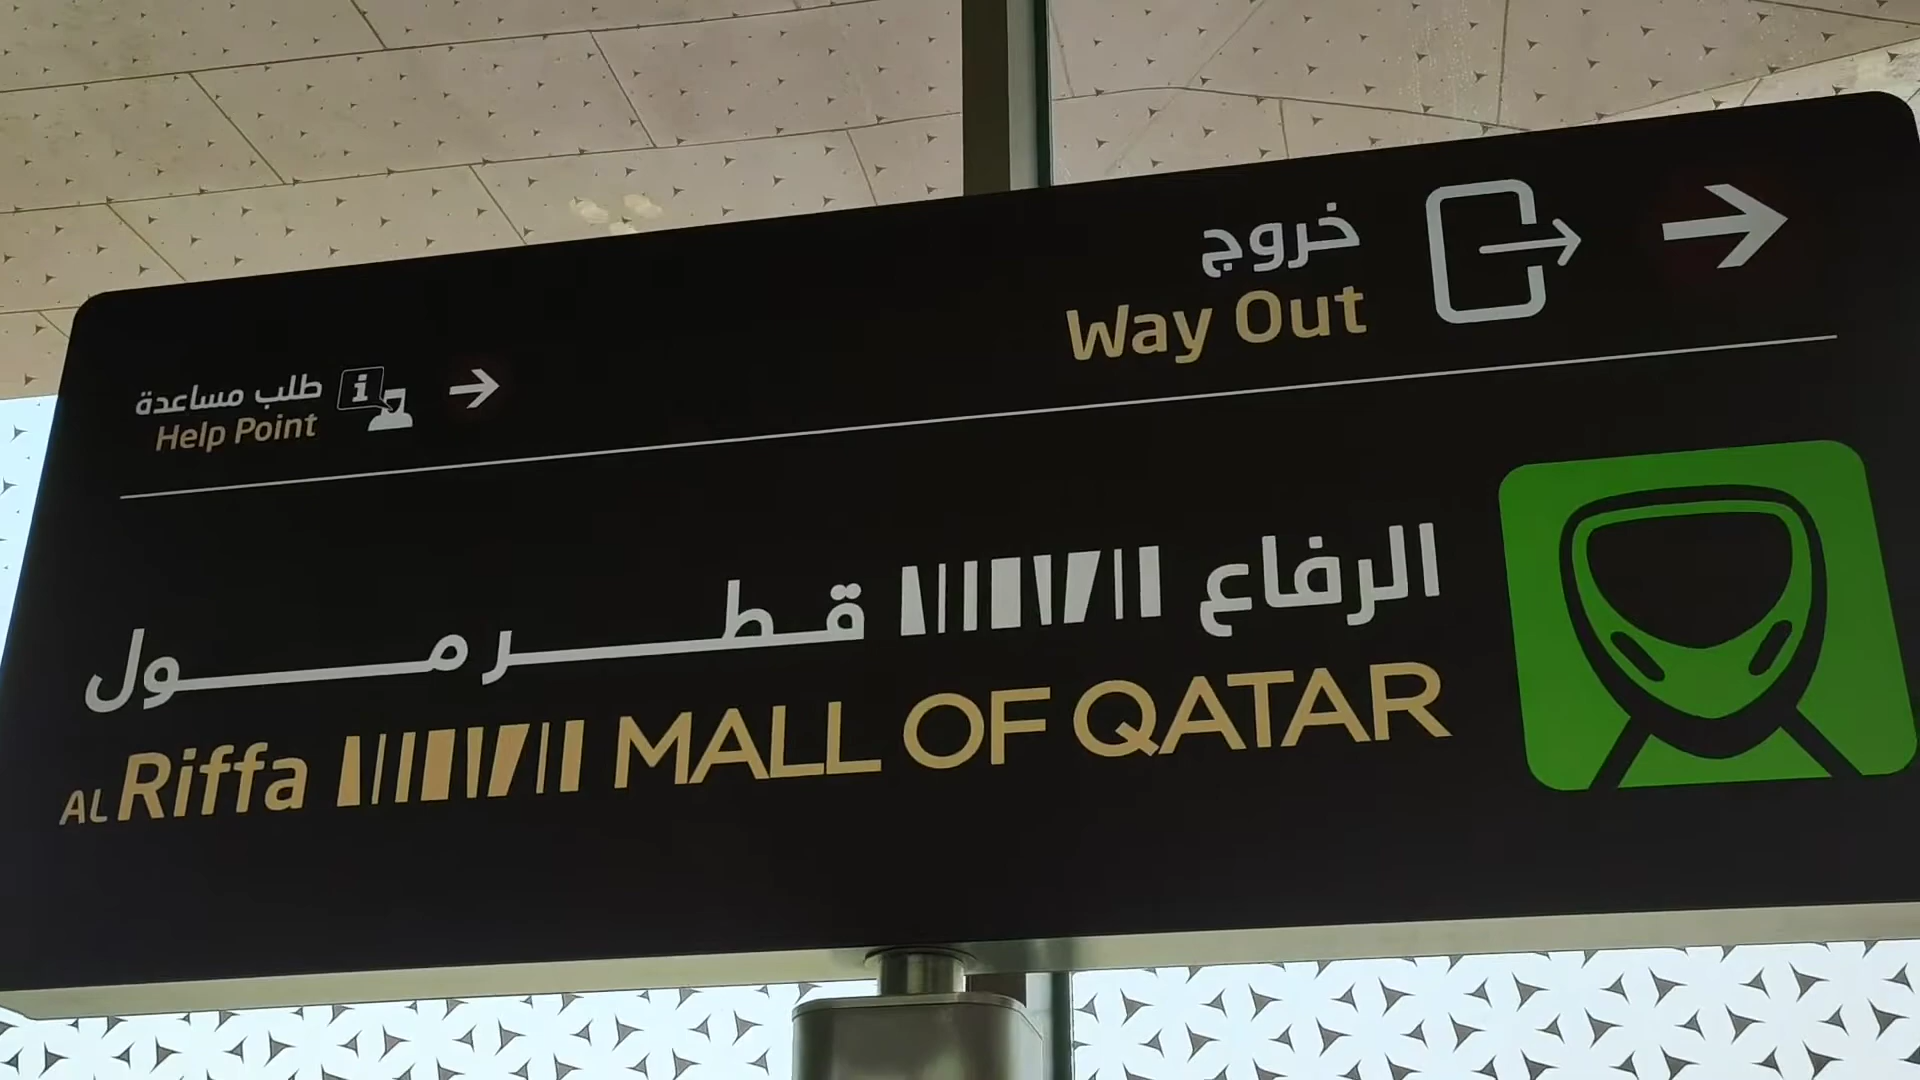 خروج
Way Out
طلب مساعدة
Help Point
الرفاع قطر مول
AL Riffa MALL OF QATAR